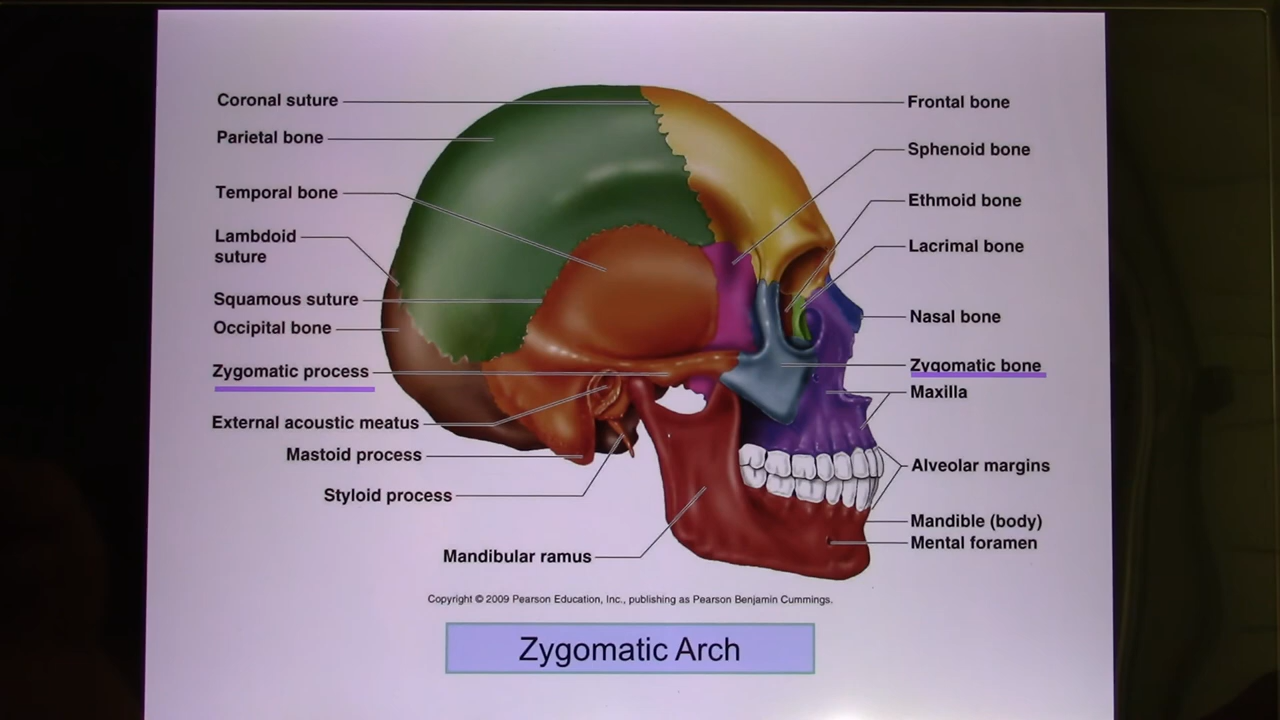 Coronal suture
Parietal bone
Temporal bone
Lambdoid
suture
Squamous suture
Occipital bone
Zygomatic process
External acoustic meatus
Mastoid process
Styloid process
Mandibular ramus
Frontal bone
Sphenoid bone
Ethmoid bone
Lacrimal bone
Nasal bone
Zygomatic bone
Maxilla
Alveolar margins
Mandible (body)
Mental foramen
Copyright © 2009 Pearson Education, Inc., publishing as Pearson Benjamin Cummings.
Zygomatic Arch